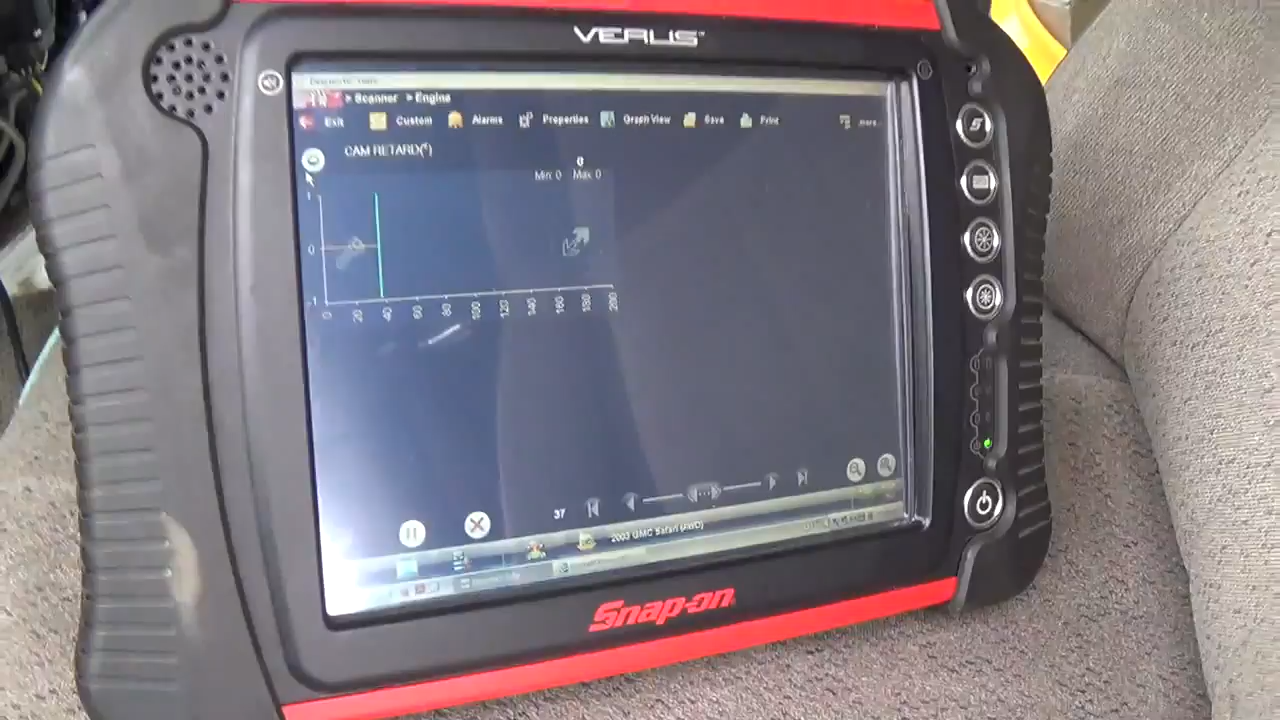 VERUS™
> Scanner > Engine
Exit Custom Alarms Properties Graph View Save Print ...more...
CAM RETARD(°)
0
Min: 0 Max: 0
1
0
-1
0 20 40 60 80 100 120 140 160 180 200
37
2003 GMC Safari (AWD)
Snap-on